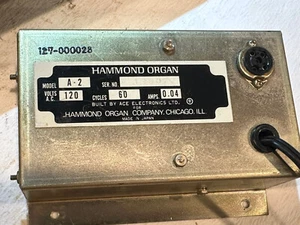 127-000028
HAMMOND ORGAN
MODEL A-2 SER NO
VOLTS A.C. 120 CYCLES 60 AMPS 0.04
BUILT BY ACE ELECTRONICS LTD.
FOR
HAMMOND ORGAN COMPANY, CHICAGO, ILL
MADE IN JAPAN